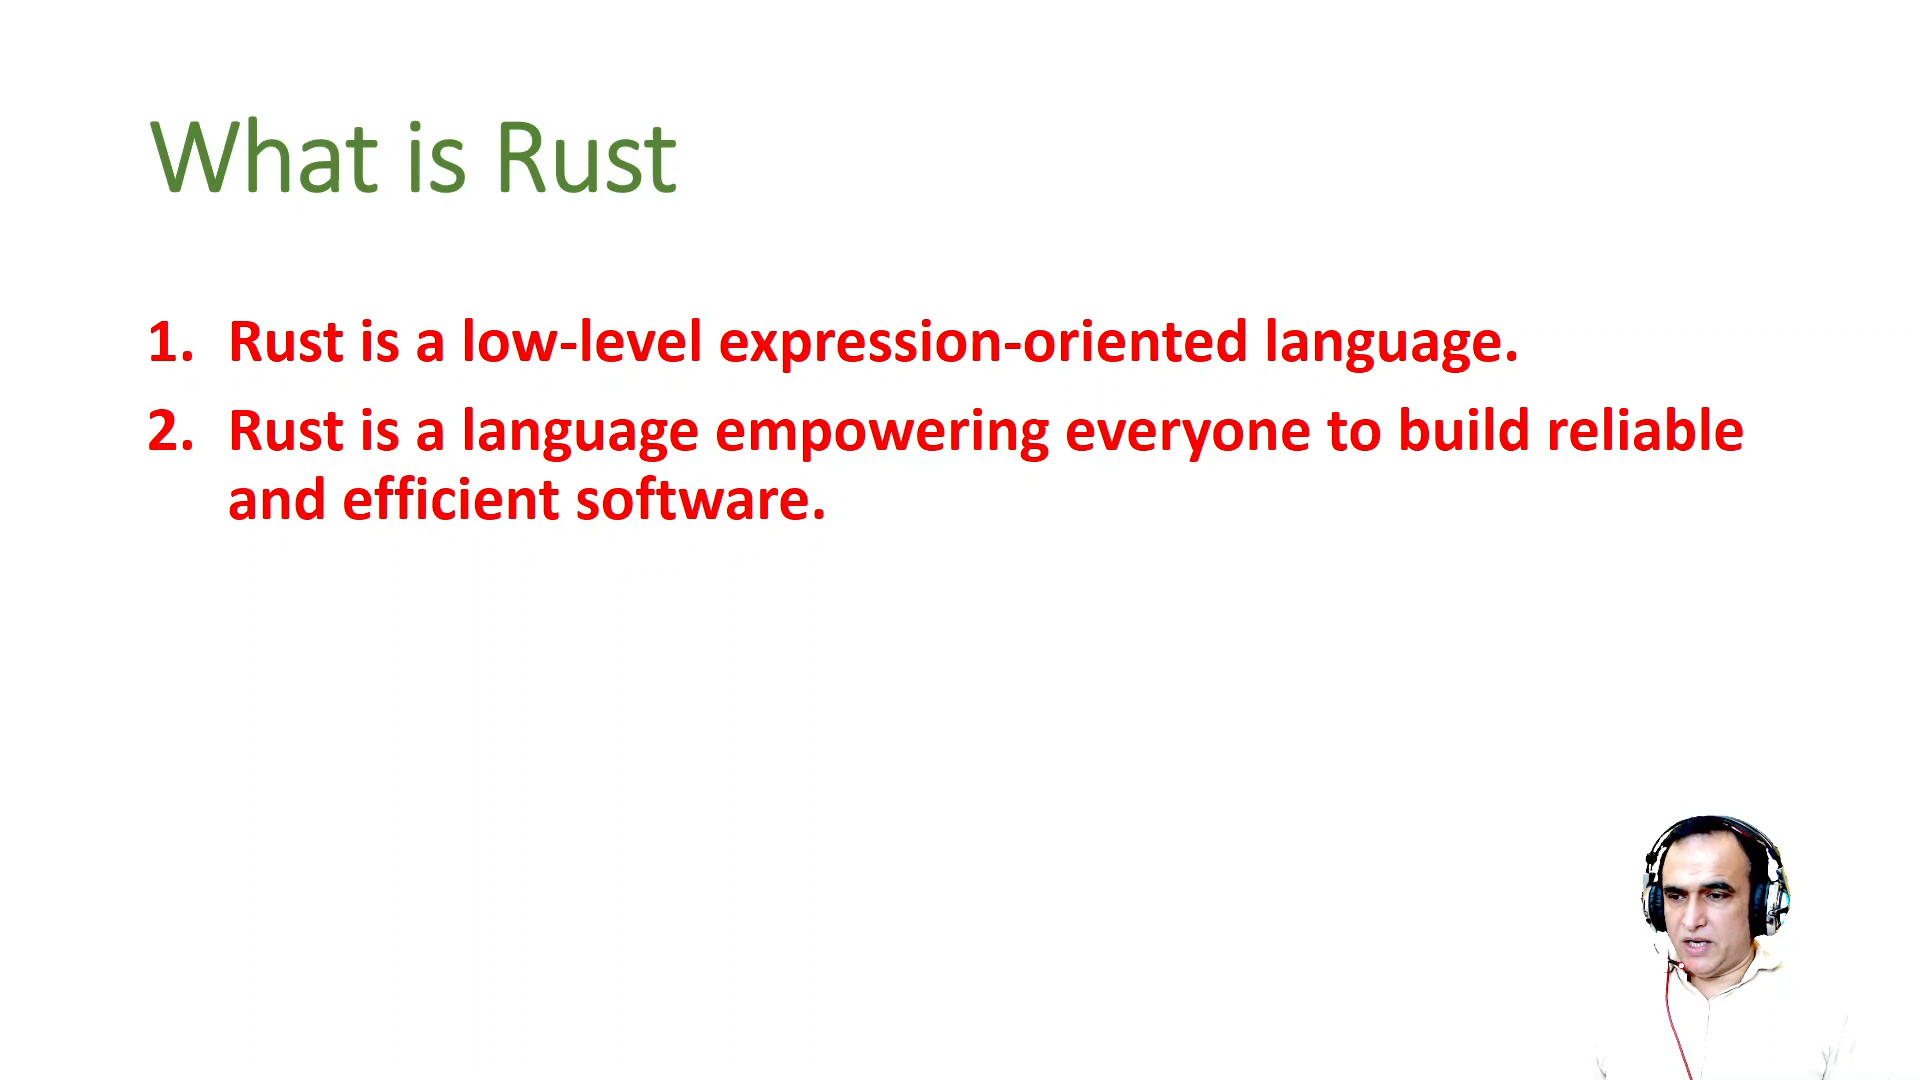 What is Rust
1. Rust is a low-level expression-oriented language.
2. Rust is a language empowering everyone to build reliable
and efficient software.